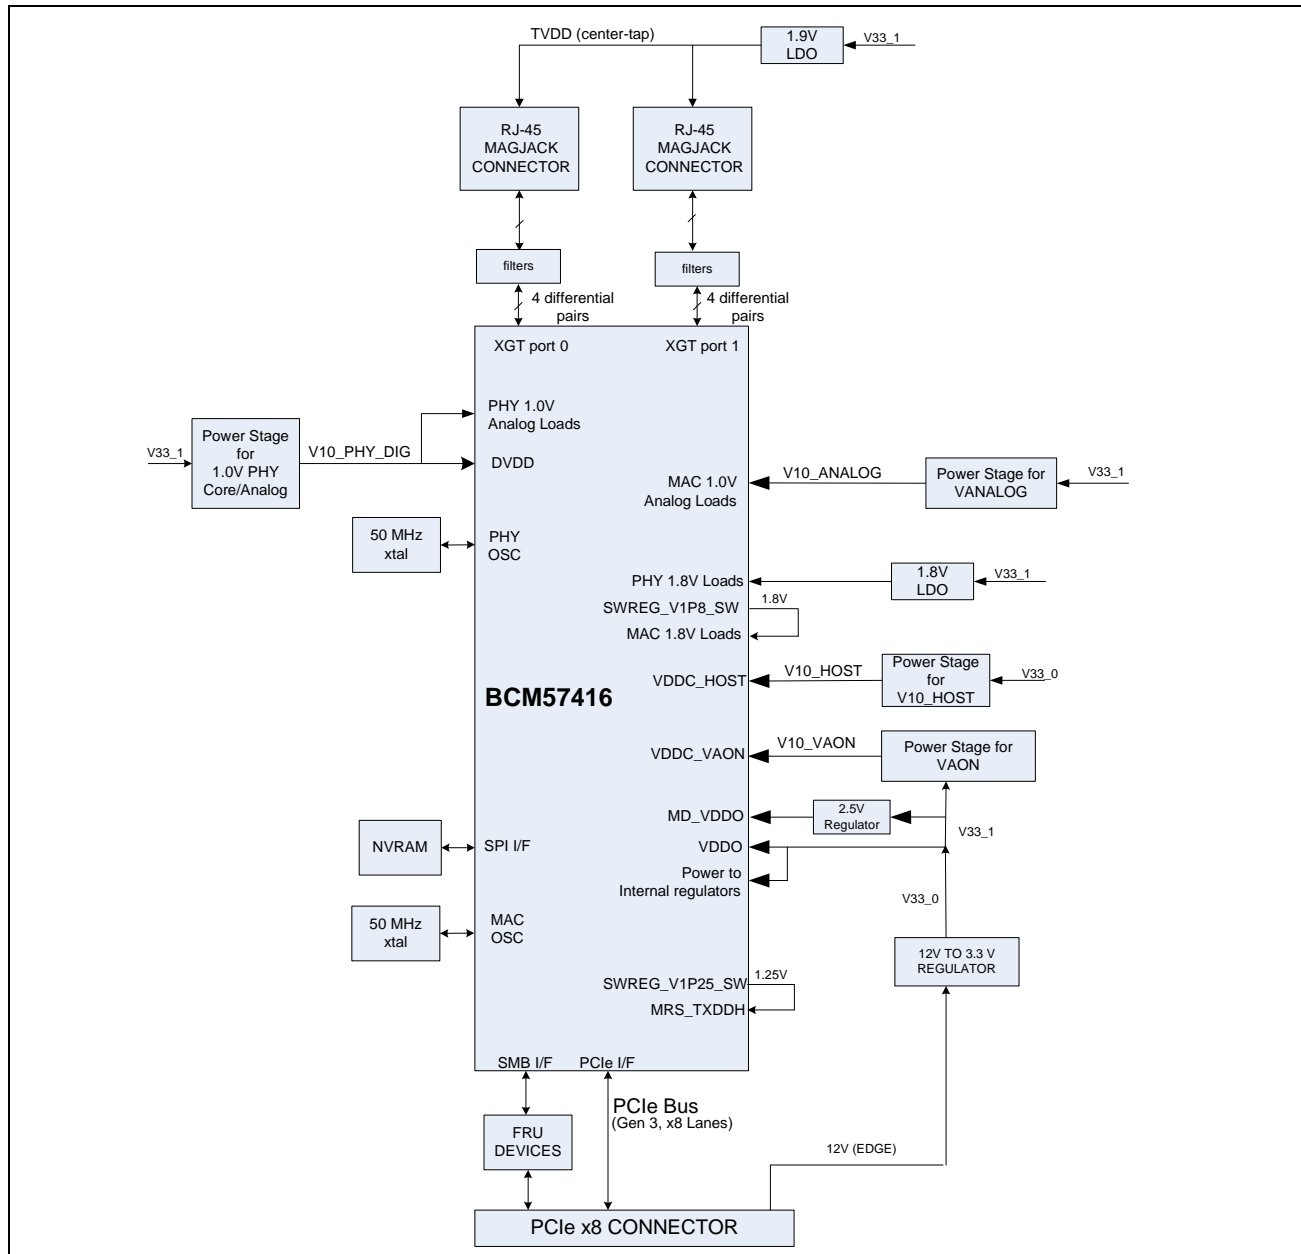 TVDD (center-tap)
1.9V
LDO
V33_1
RJ-45
MAGJACK
CONNECTOR
RJ-45
MAGJACK
CONNECTOR
filters
filters
4 differential
pairs
4 differential
pairs
XGT port 0
XGT port 1
PHY 1.0V
Analog Loads
Power Stage
for
1.0V PHY
Core/Analog
V33_1
V10_PHY_DIG
DVDD
MAC 1.0V
Analog Loads
V10_ANALOG
Power Stage for
VANALOG
V33_1
50 MHz
xtal
PHY
OSC
PHY 1.8V Loads
1.8V
LDO
V33_1
SWREG_V1P8_SW
1.8V
MAC 1.8V Loads
VDDC_HOST
V10_HOST
Power Stage
for
V10_HOST
V33_0
BCM57416
VDDC_VAON
V10_VAON
Power Stage for
VAON
MD_VDDO
2.5V
Regulator
V33_1
VDDO
NVRAM
SPI I/F
Power to
Internal regulators
V33_0
50 MHz
xtal
MAC
OSC
12V TO 3.3 V
REGULATOR
SWREG_V1P25_SW
1.25V
MRS_TXDDH
SMB I/F
PCIe I/F
PCIe Bus
(Gen 3, x8 Lanes)
FRU
DEVICES
12V (EDGE)
PCIe x8 CONNECTOR